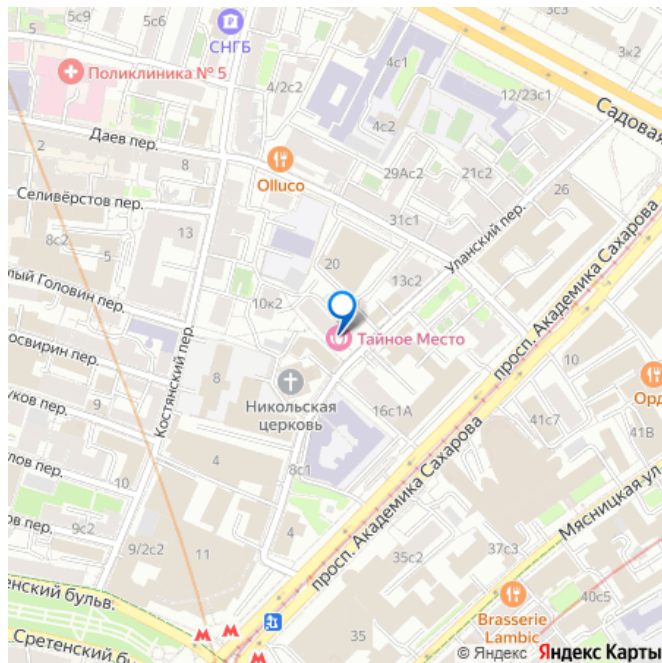 5с9
5с6
15
3к2
СНГБ
4с1
Поликлиника № 5
4/2с2
12/23с1
Садовая
2
Даев пер.
4с2
8
Olluco
29Ас2
21с2
26
Селивёрстов пер.
31с1
Уланский пер.
13
8с2
20
13с2
просп. Академика Сахарова
лый Головин пер.
10к2
Тайное Место
освирин пер.
Костянский пер.
10
8
Никольская
церковь
16с1А
Орд
уков пер.
9
41с7
41В
4
8с1
просп. Академика Сахарова
лов пер.
10
Мясницкая ул
ов пер.
9с2
4
9/2с2
11
35с2
37с3
енский бульв.
Brasserie
Lambic
40с5
Сретенский б
35
© Яндекс Яндекс Карты